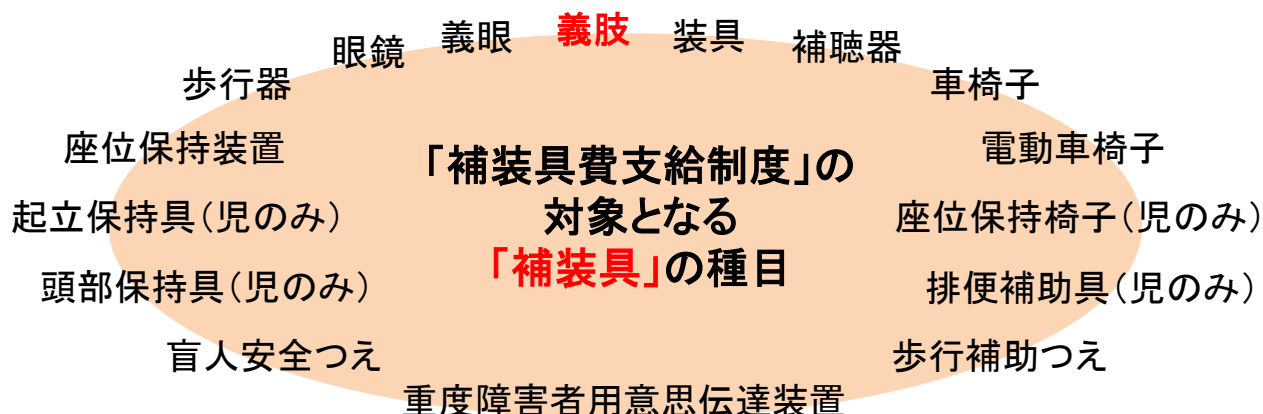 眼鏡 義眼 義肢 装具 補聴器
歩行器 車椅子
座位保持装置 電動車椅子
「補装具費支給制度」の
対象となる
「補装具」の種目
起立保持具(児のみ) 座位保持椅子(児のみ)
頭部保持具(児のみ) 排便補助具(児のみ)
盲人安全つえ 歩行補助つえ
重度障害者用意思伝達装置